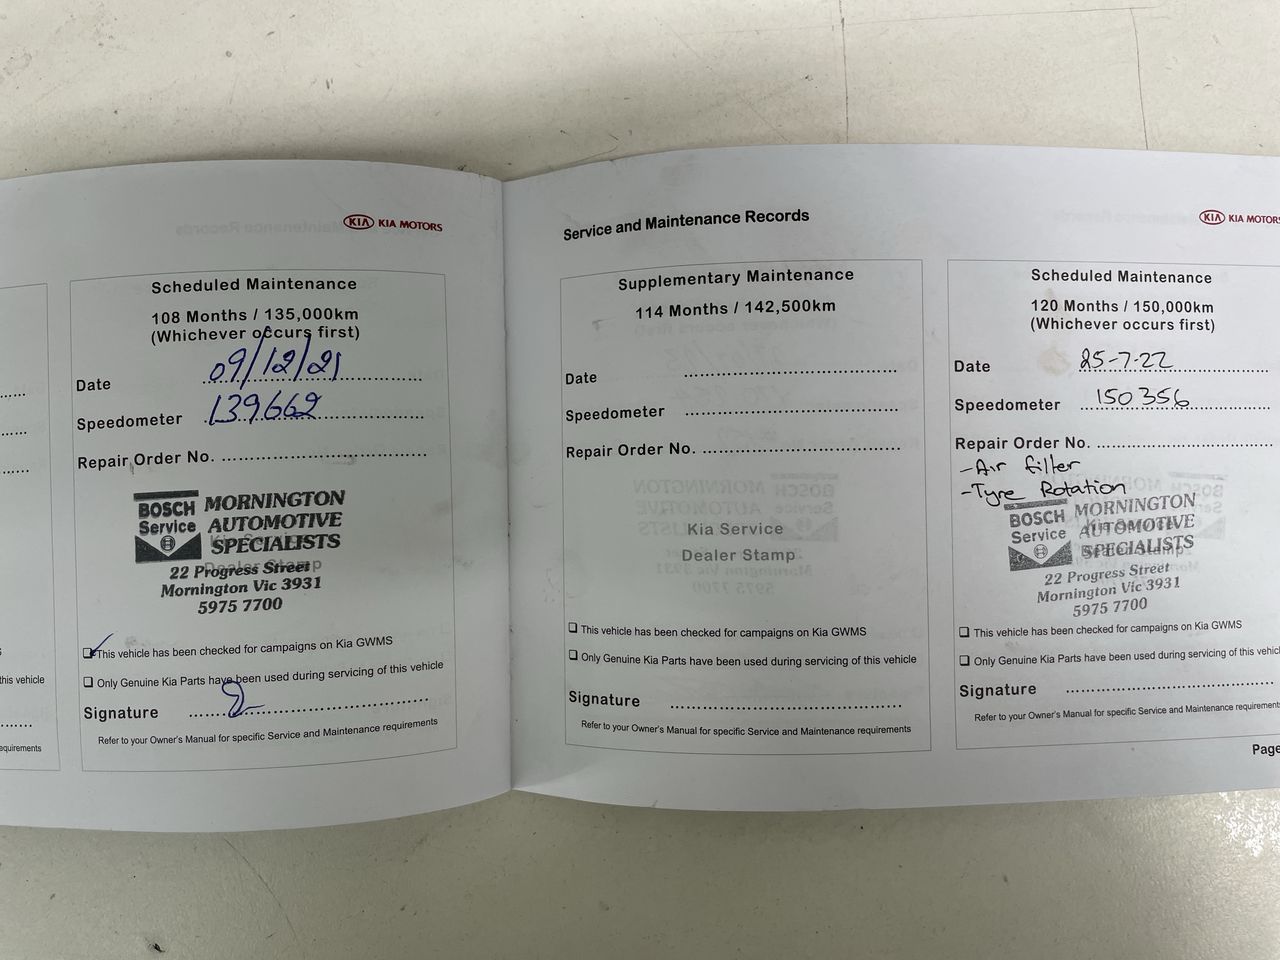 his vehicle
equirements
KIA KIA MOTORS
Scheduled Maintenance
108 Months / 135,000km
(Whichever occurs first)
Date 09/12/21
Speedometer 139662
Repair Order No.
BOSCH Service
MORNINGTON
AUTOMOTIVE
SPECIALISTS
Dealer Stamp
22 Progress Street
Mornington Vic 3931
5975 7700
This vehicle has been checked for campaigns on Kia GWMS
Only Genuine Kia Parts have been used during servicing of this vehicle
Signature
Refer to your Owner's Manual for specific Service and Maintenance requirements
Service and Maintenance Records
Supplementary Maintenance
114 Months / 142,500km
Date
Speedometer
Repair Order No.
Kia Service
Dealer Stamp
This vehicle has been checked for campaigns on Kia GWMS
Only Genuine Kia Parts have been used during servicing of this vehicle
Signature
Refer to your Owner's Manual for specific Service and Maintenance requirements
KIA KIA MOTORS
Scheduled Maintenance
120 Months / 150,000km
(Whichever occurs first)
Date 25-7-22
Speedometer 150356
Repair Order No.
-Air filter
-Tyre Rotation
BOSCH Service
MORNINGTON
AUTOMOTIVE
SPECIALISTS
22 Progress Street
Mornington Vic 3931
5975 7700
This vehicle has been checked for campaigns on Kia GWMS
Only Genuine Kia Parts have been used during servicing of this vehicl
Signature
Refer to your Owner's Manual for specific Service and Maintenance requirements
Page